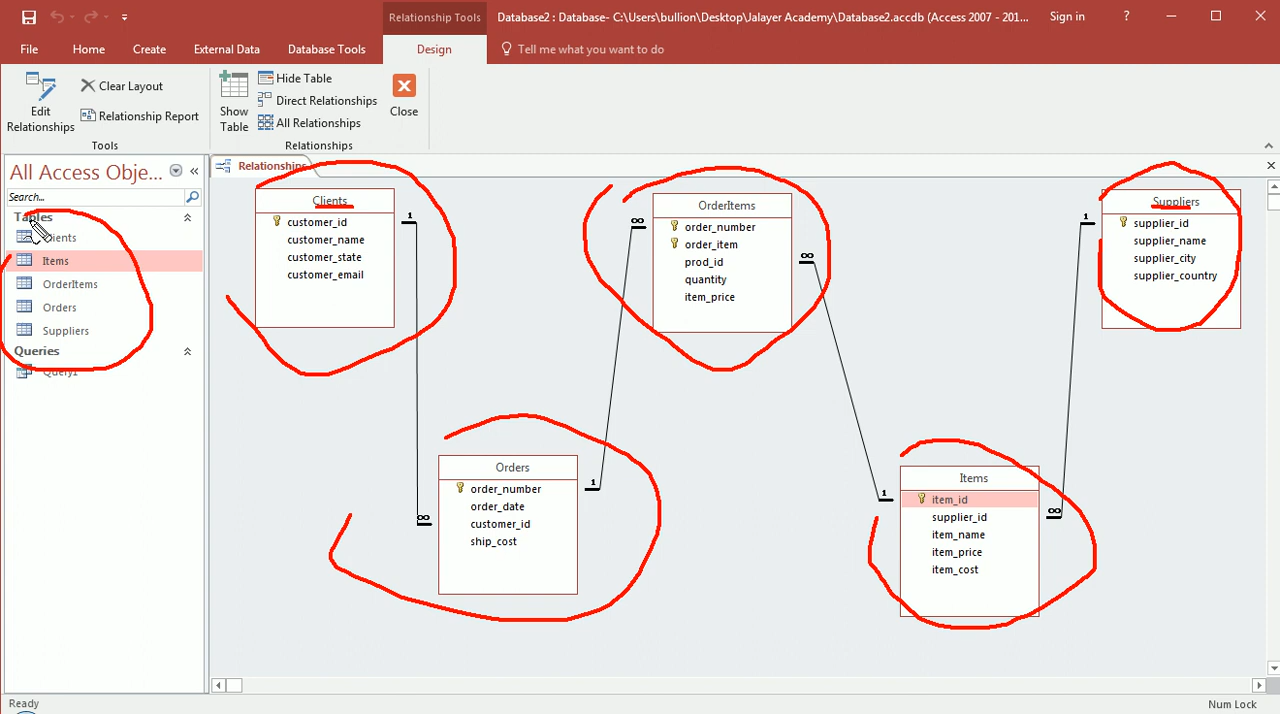 Relationship Tools
Database2 : Database- C:\Users\bullion\Desktop\Jalayer Academy\Database2.accdb (Access 2007 - 201...
Sign in
?
File
Home
Create
External Data
Database Tools
Design
Tell me what you want to do
Edit
Relationships
Clear Layout
Relationship Report
Tools
Show
Table
Hide Table
Direct Relationships
All Relationships
Relationships
Close
All Access Obje...
Search...
Tables
Clients
Items
OrderItems
Orders
Suppliers
Queries
Query1
Relationships
Clients
customer_id
customer_name
customer_state
customer_email
1
∞
Orders
order_number
order_date
customer_id
ship_cost
1
∞
OrderItems
order_number
order_item
prod_id
quantity
item_price
∞
1
Items
item_id
supplier_id
item_name
item_price
item_cost
∞
1
Suppliers
supplier_id
supplier_name
supplier_city
supplier_country
Ready
Num Lock